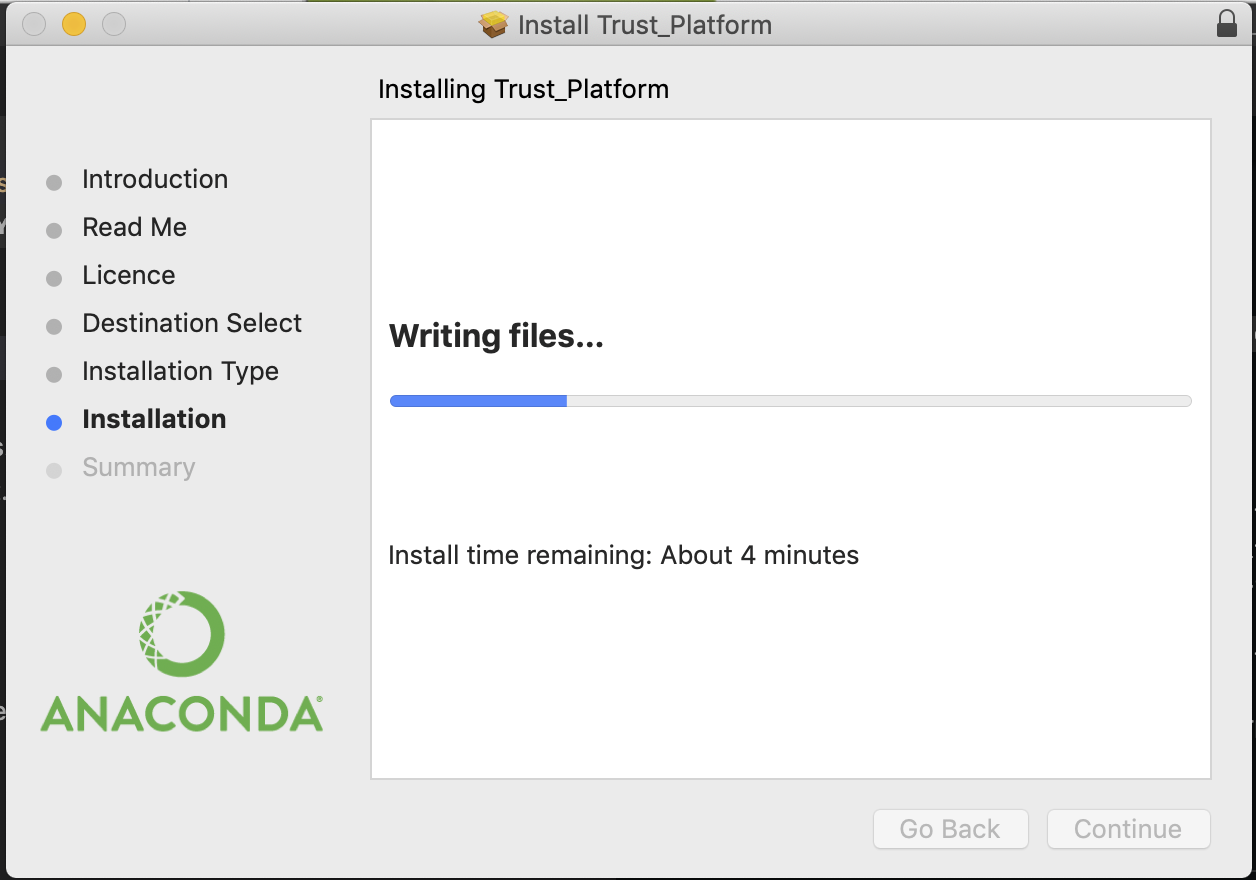 Install Trust_Platform
Installing Trust_Platform
Introduction
Read Me
Licence
Destination Select
Installation Type
Installation
Summary
Writing files...
Install time remaining: About 4 minutes
ANACONDA®
Go Back
Continue